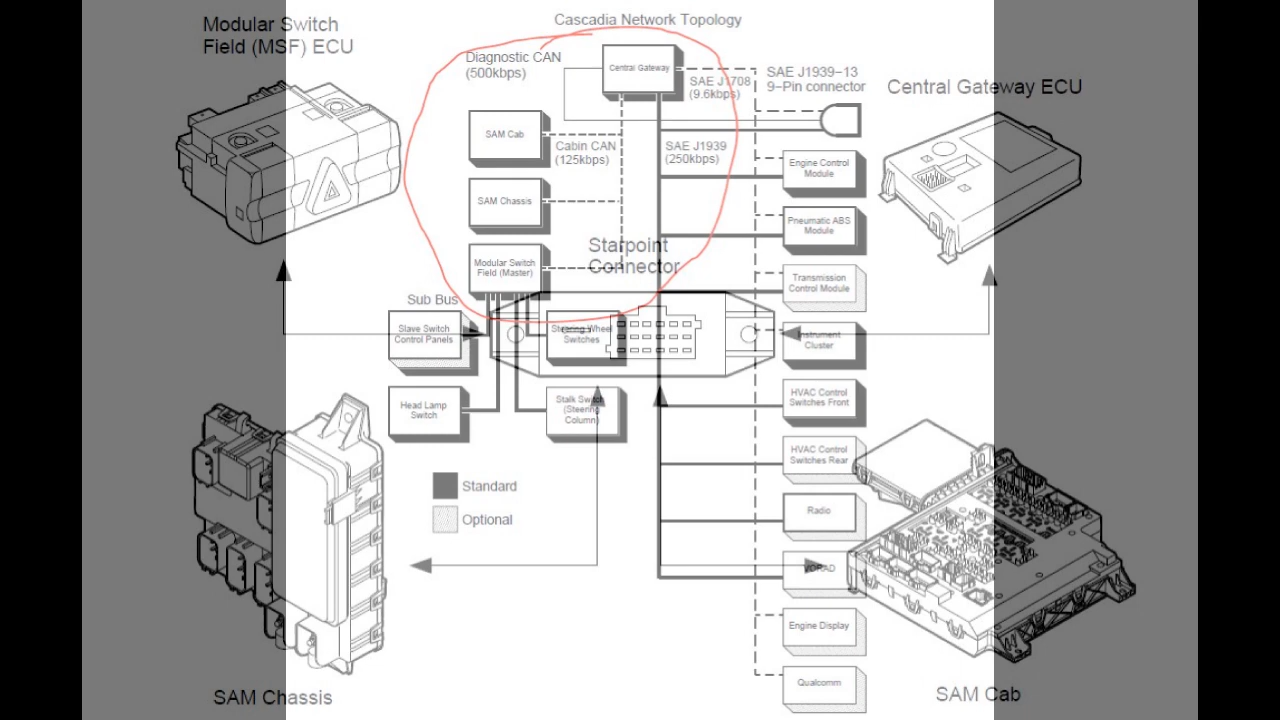 Modular Switch
Field (MSF) ECU
Cascadia Network Topology
Diagnostic CAN
(500kbps)
Central Gateway
SAE J1708
(9.6kbps)
SAE J1939-13
9-Pin connector
Central Gateway ECU
SAM Cab
Cabin CAN
(125kbps)
SAE J1939
(250kbps)
Engine Control
Module
SAM Chassis
Pneumatic ABS
Module
Starpoint
Connector
Modular Switch
Field (Master)
Transmission
Control Module
Sub Bus
Slave Switch
Control Panels
Steering Wheel
Switches
Instrument
Cluster
Head Lamp
Switch
Stalk Switch
(Steering
Column)
HVAC Control
Switches Front
HVAC Control
Switches Rear
Standard
Optional
Radio
VORAD
Engine Display
Qualcomm
SAM Chassis
SAM Cab